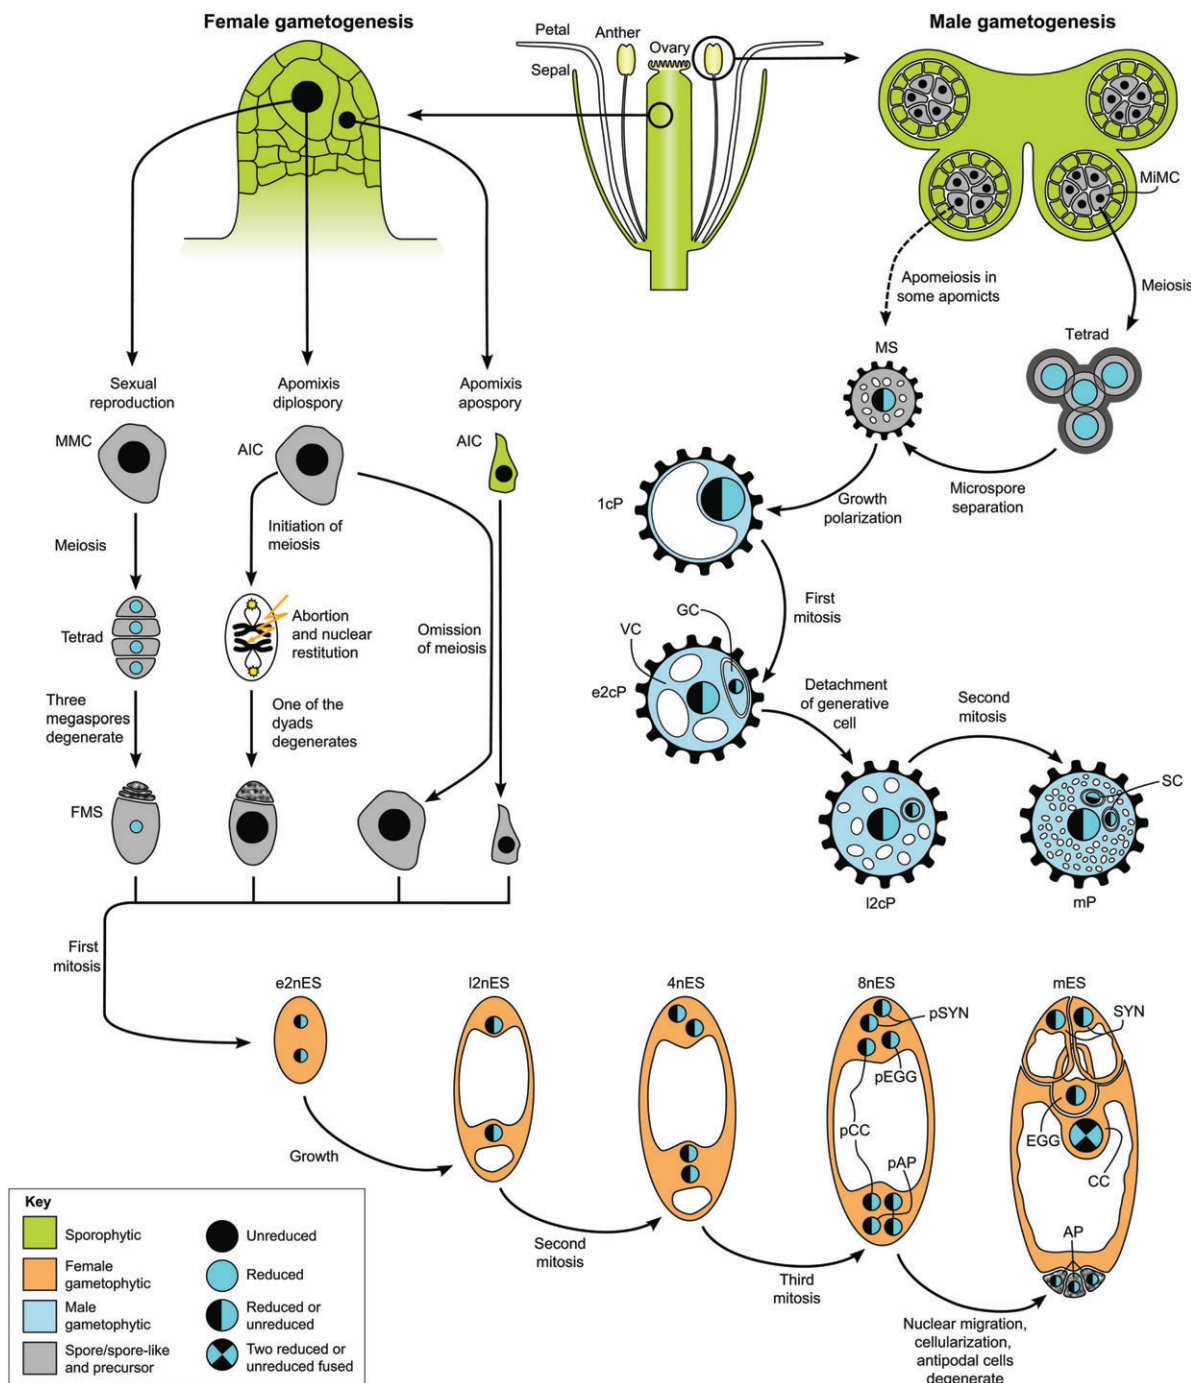 Female gametogenesis
Male gametogenesis
Petal
Anther
Ovary
Sepal
MiMC
Apomeiosis in
some apomicts
Meiosis
MS
Tetrad
Sexual
reproduction
Apomixis
diplospory
Apomixis
apospory
MMC
AIC
AIC
1cP
Growth
polarization
Microspore
separation
Meiosis
Initiation of
meiosis
First
mitosis
GC
VC
e2cP
Tetrad
Abortion
and nuclear
restitution
Omission
of meiosis
Detachment
of generative
cell
Second
mitosis
Three
megaspores
degenerate
One of the
dyads
degenerates
SC
FMS
l2cP
mP
First
mitosis
e2nES
l2nES
4nES
8nES
mES
pSYN
SYN
pEGG
pCC
EGG
pAP
CC
AP
Growth
Second
mitosis
Third
mitosis
Nuclear migration,
cellularization,
antipodal cells
degenerate
Key
Sporophytic
Female
gametophytic
Male
gametophytic
Spore/spore-like
and precursor
Unreduced
Reduced
Reduced or
unreduced
Two reduced or
unreduced fused